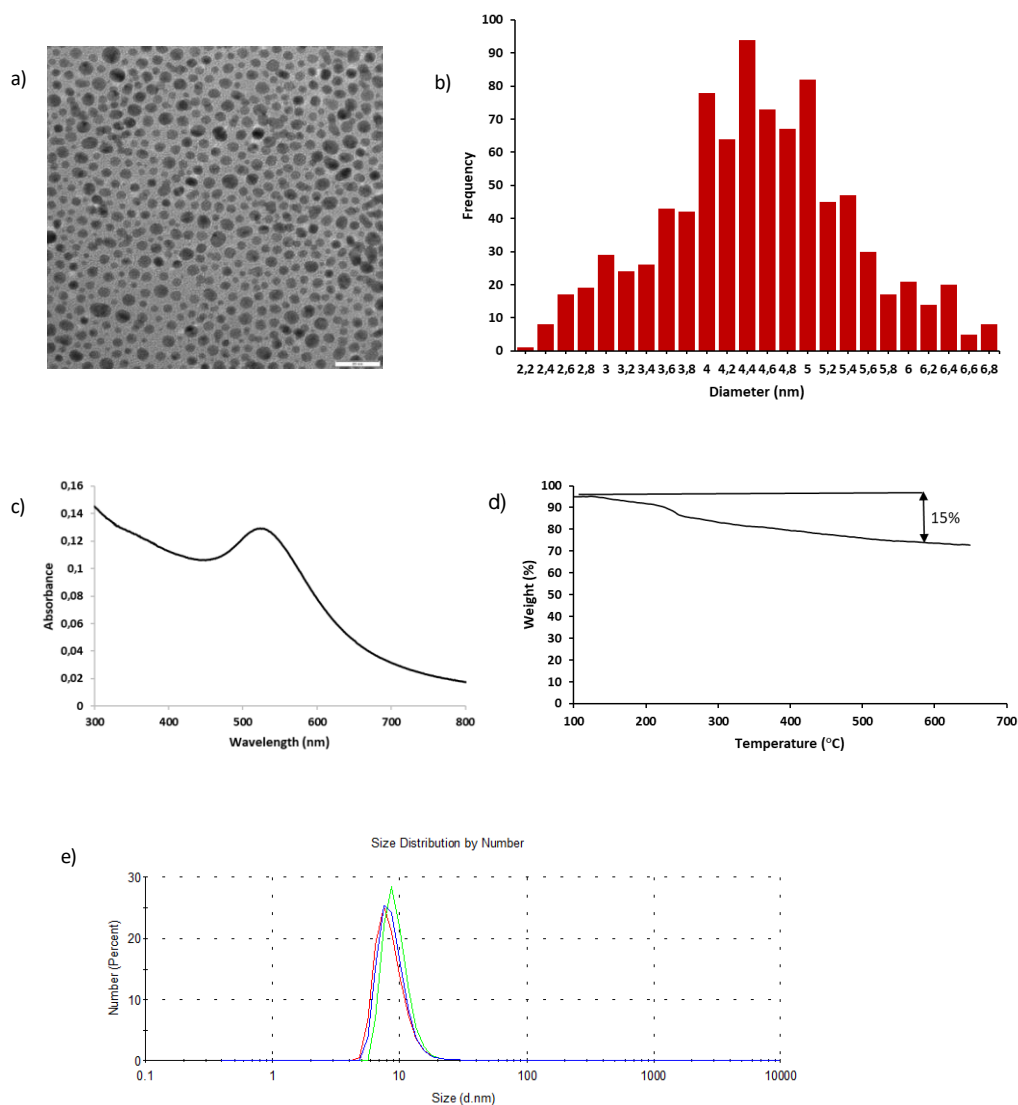 a)
b)
100
90
80
70
60
50
40
30
20
10
0
Frequency
2,2 2,4 2,6 2,8 3 3,2 3,4 3,6 3,8 4 4,2 4,4 4,6 4,8 5 5,2 5,4 5,6 5,8 6 6,2 6,4 6,6 6,8
Diameter (nm)
c)
0,16
0,14
0,12
0,1
0,08
0,06
0,04
0,02
0
Absorbance
300 400 500 600 700 800
Wavelength (nm)
d)
100
90
80
70
60
50
40
30
20
10
0
Weight (%)
15%
100 200 300 400 500 600 700
Temperature (°C)
e)
Size Distribution by Number
30
20
10
0
Number (Percent)
0.1 1 10 100 1000 10000
Size (d.nm)